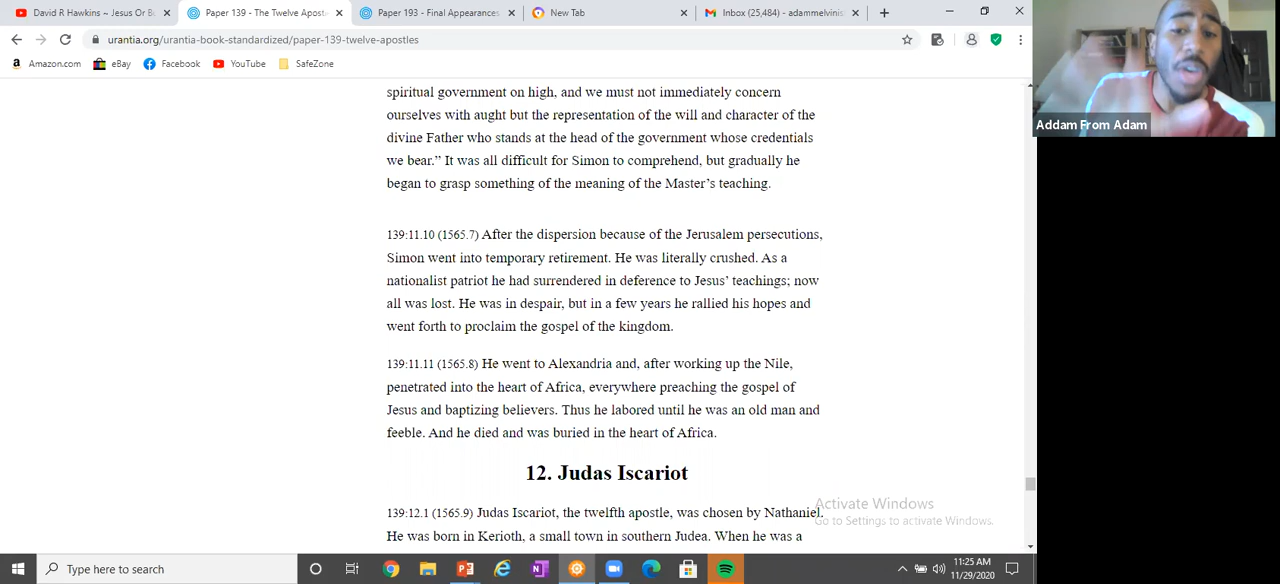 David R Hawkins ~ Jesus Or B
Paper 139 - The Twelve Apost
Paper 193 - Final Appearances
New Tab
Inbox (25,484) - adammelvinis
urantia.org/urantia-book-standardized/paper-139-twelve-apostles
Amazon.com
eBay
Facebook
YouTube
SafeZone
Addam From Adam
spiritual government on high, and we must not immediately concern
ourselves with aught but the representation of the will and character of the
divine Father who stands at the head of the government whose credentials
we bear.” It was all difficult for Simon to comprehend, but gradually he
began to grasp something of the meaning of the Master’s teaching.
139:11.10 (1565.7) After the dispersion because of the Jerusalem persecutions,
Simon went into temporary retirement. He was literally crushed. As a
nationalist patriot he had surrendered in deference to Jesus’ teachings; now
all was lost. He was in despair, but in a few years he rallied his hopes and
went forth to proclaim the gospel of the kingdom.
139:11.11 (1565.8) He went to Alexandria and, after working up the Nile,
penetrated into the heart of Africa, everywhere preaching the gospel of
Jesus and baptizing believers. Thus he labored until he was an old man and
feeble. And he died and was buried in the heart of Africa.
12. Judas Iscariot
139:12.1 (1565.9) Judas Iscariot, the twelfth apostle, was chosen by Nathaniel.
He was born in Kerioth, a small town in southern Judea. When he was a
Activate Windows
Go to Settings to activate Windows.
Type here to search
11:25 AM
11/29/2020